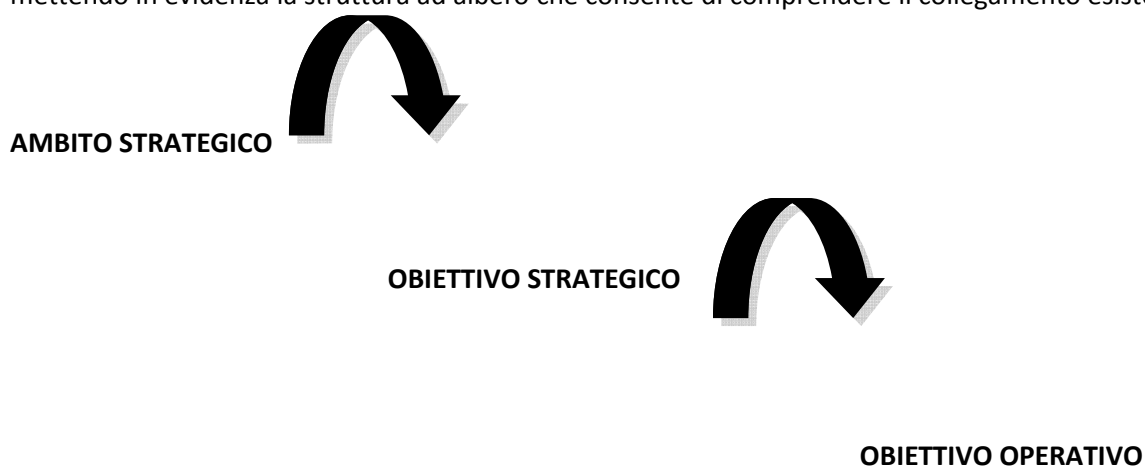 mettendo in evidenza la struttura ad albero che consente di comprendere il collegamento
AMBITO STRATEGICO
OBIETTIVO STRATEGICO
OBIETTIVO OPERATIVO